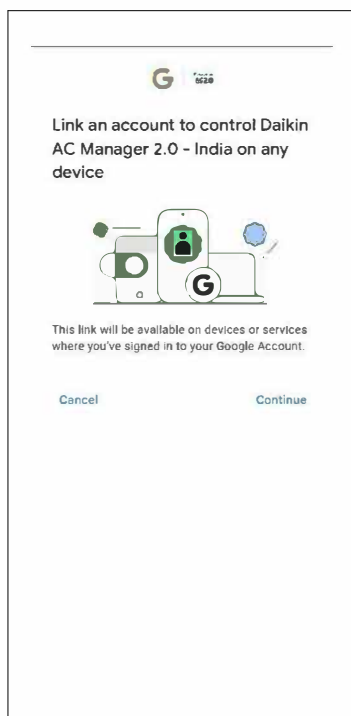 G
Link an account to control Daikin
AC Manager 2.0 - India on any
device
G
This link will be available on devices or services
where you've signed in to your Google Account.
Cancel
Continue